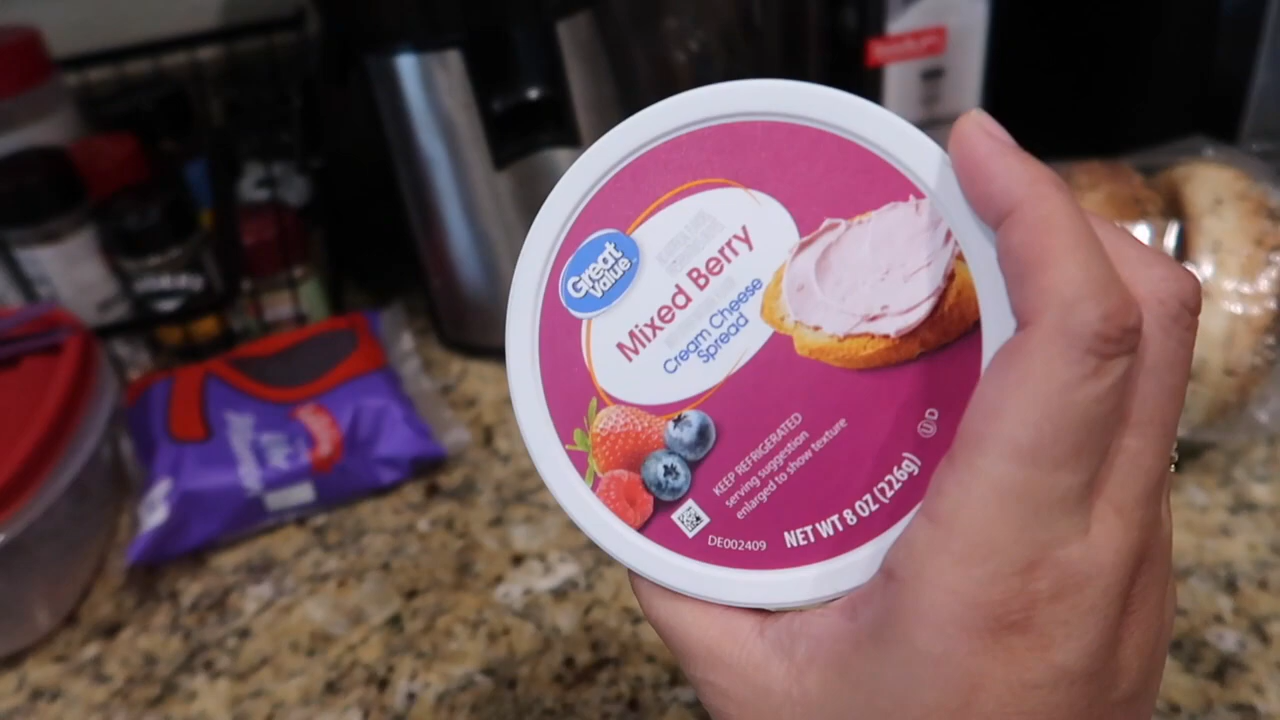 Great
Value
Mixed Berry
Cream Cheese
Spread
KEEP REFRIGERATED
serving suggestion
enlarged to show texture
DE002409
NET WT 8 OZ (226g)
U D